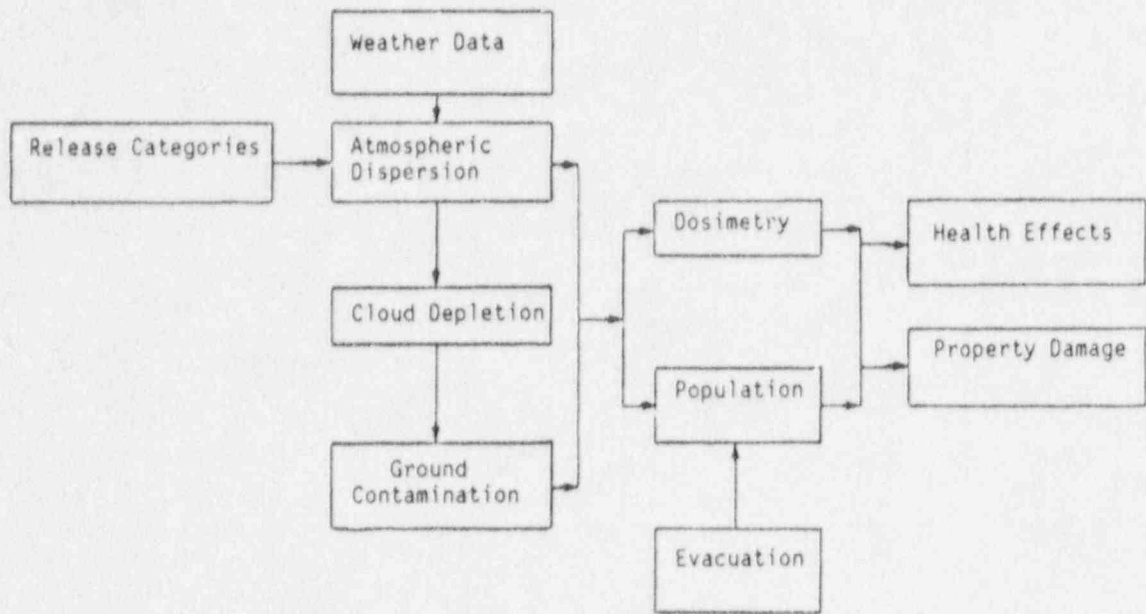 Weather Data
Release Categories
Atmospheric
Dispersion
Cloud Depletion
Ground
Contamination
Dosimetry
Population
Evacuation
Health Effects
Property Damage